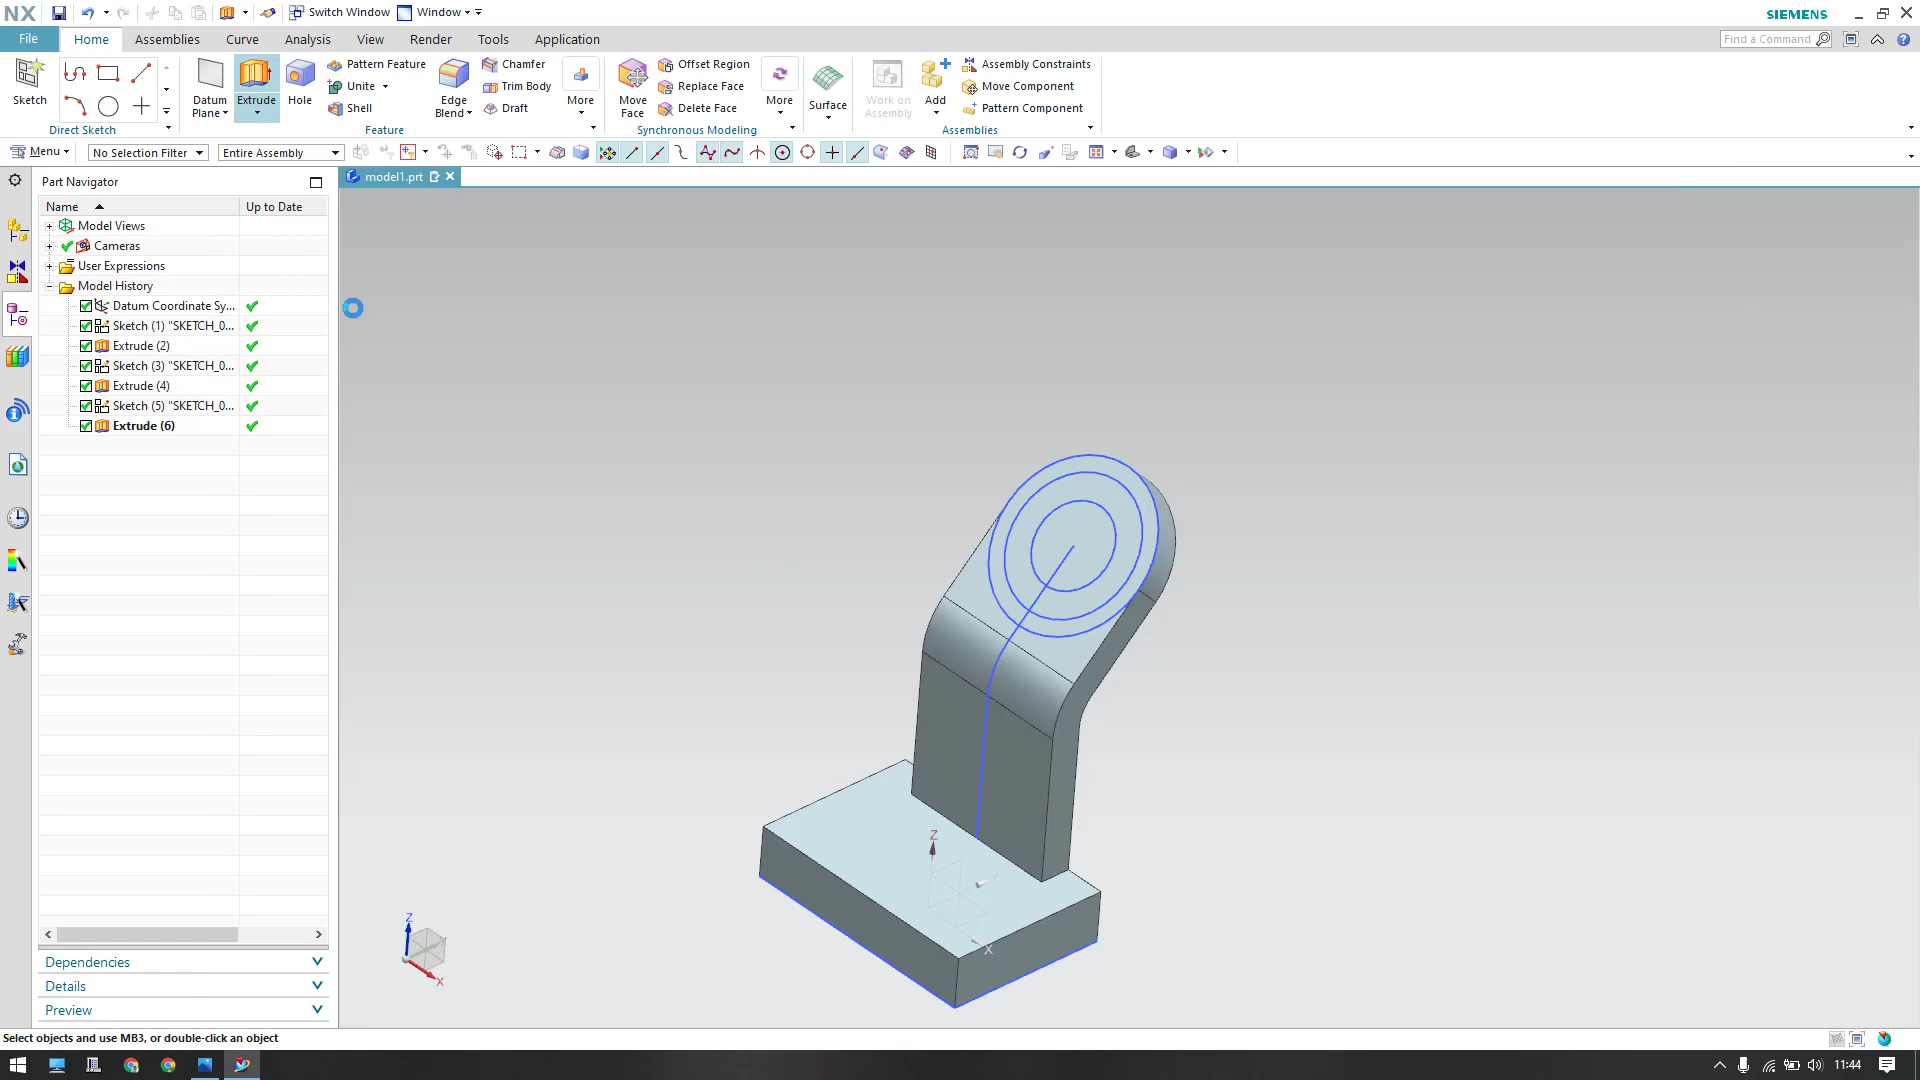 NX Switch Window Window SIEMENS
File Home Assemblies Curve Analysis View Render Tools Application Find a Command
Sketch Datum Plane Extrude Hole Pattern Feature Unite Shell Edge Blend Chamfer Trim Body Draft More Move Face Offset Region Replace Face Delete Face More Surface Work on Assembly Add Assembly Constraints Move Component Pattern Component
Direct Sketch Feature Synchronous Modeling Assemblies
Menu No Selection Filter Entire Assembly
Part Navigator model1.prt
Name Up to Date
Model Views
Cameras
User Expressions
Model History
Datum Coordinate Sy...
Sketch (1) "SKETCH_0...
Extrude (2)
Sketch (3) "SKETCH_0...
Extrude (4)
Sketch (5) "SKETCH_0...
Extrude (6)
Z
X
Z
X
Dependencies
Details
Preview
Select objects and use MB3, or double-click an object
11:44